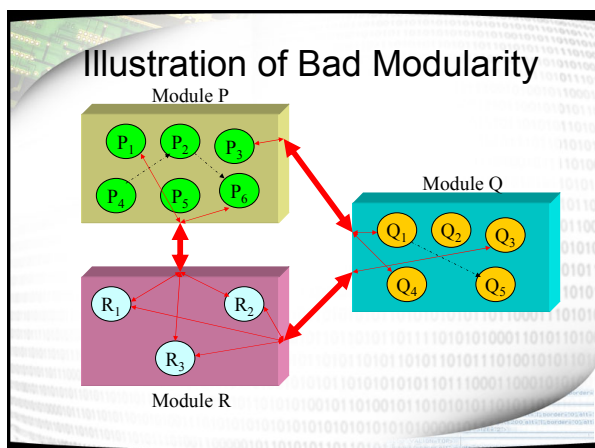 Illustration of Bad Modularity
Module P
P1 P2 P3
P4 P5 P6
Module Q
Q1 Q2 Q3
Q4 Q5
R1 R2
R3
Module R